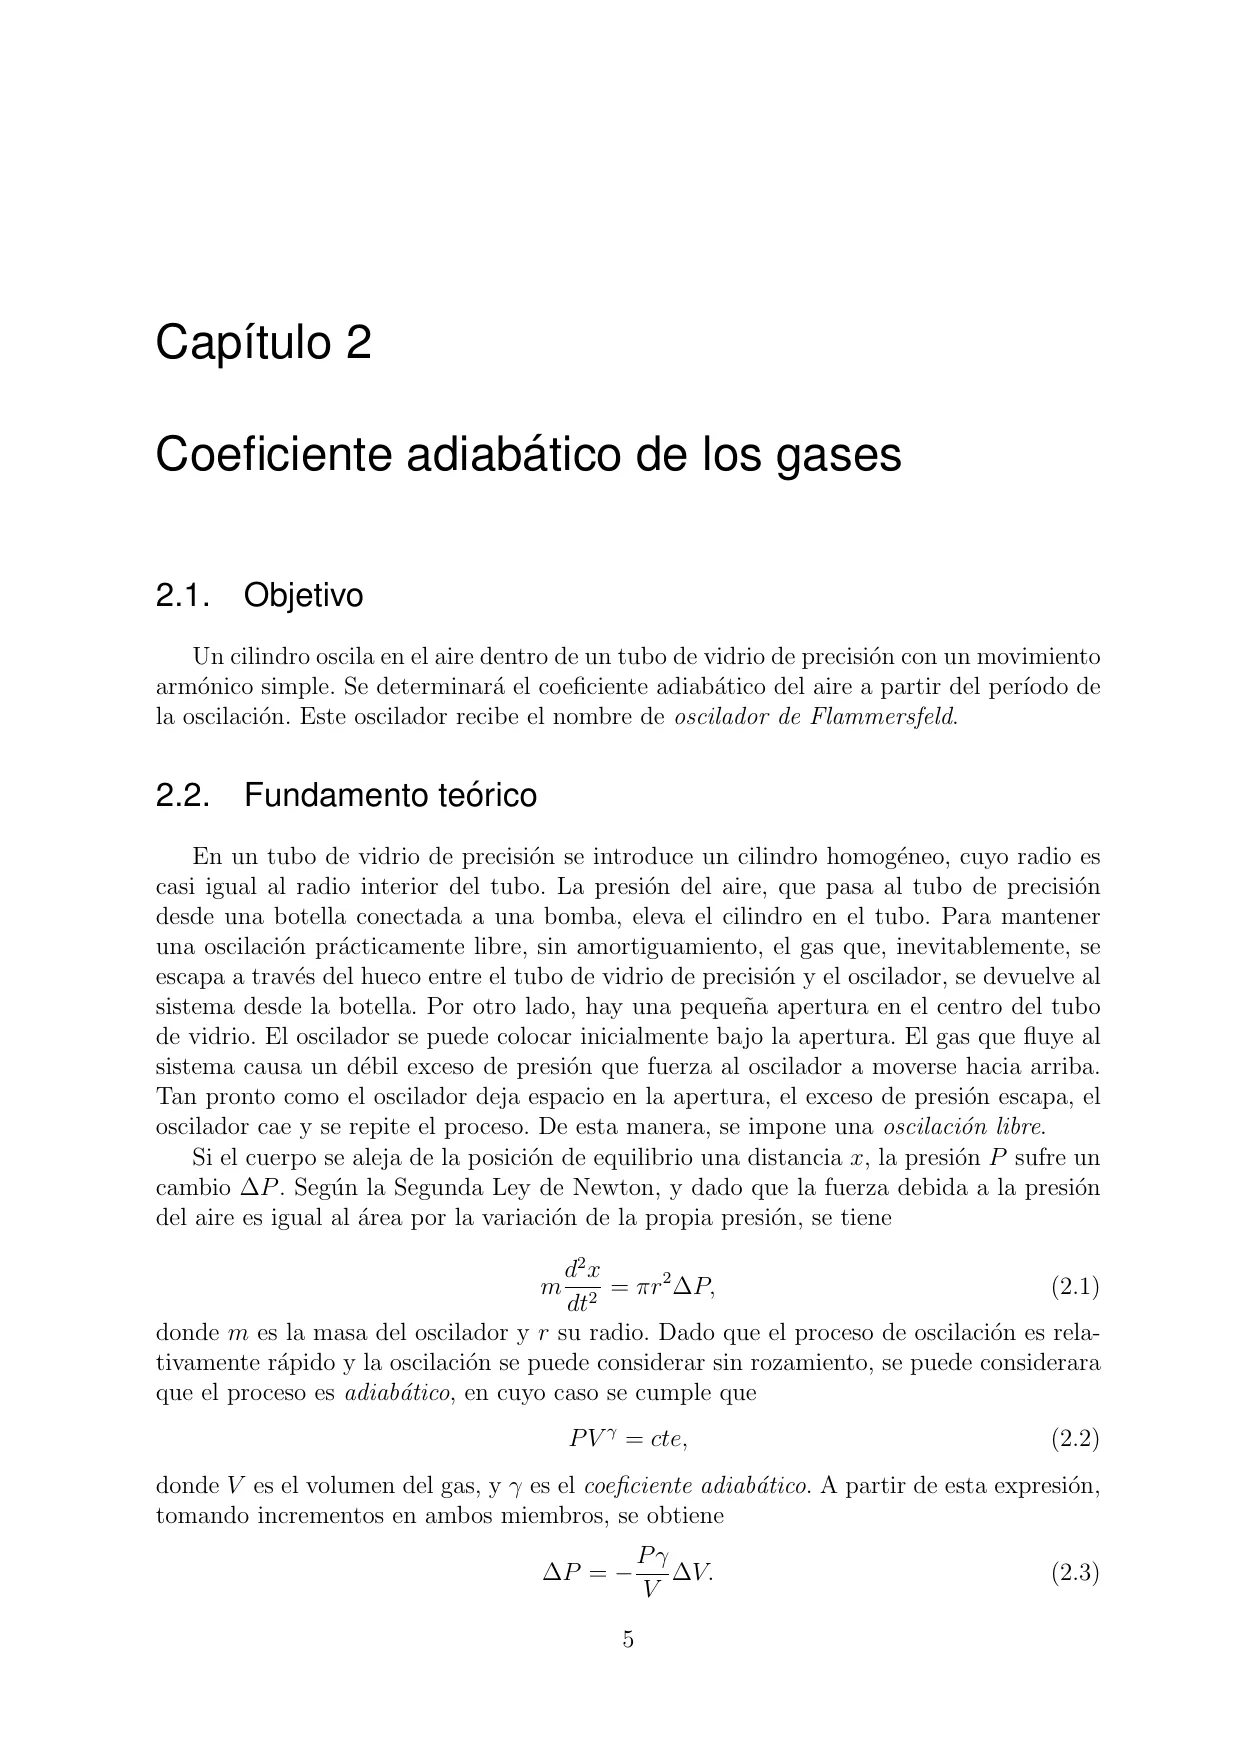 Capítulo 2
Coeficiente adiabático de los gases
2.1. Objetivo
Un cilindro oscila en el aire dentro de un tubo de vidrio de precisión con un movimiento
armónico simple. Se determinará el coeficiente adiabático del aire a partir del período de
la oscilación. Este oscilador recibe el nombre de oscilador de Flammersfeld.
2.2. Fundamento teórico
En un tubo de vidrio de precisión se introduce un cilindro homogéneo, cuyo radio es
casi igual al radio interior del tubo. La presión del aire, que pasa al tubo de precisión
desde una botella conectada a una bomba, eleva el cilindro en el tubo. Para mantener
una oscilación prácticamente libre, sin amortiguamiento, el gas que, inevitablemente, se
escapa a través del hueco entre el tubo de vidrio de precisión y el oscilador, se devuelve al
sistema desde la botella. Por otro lado, hay una pequeña apertura en el centro del tubo
de vidrio. El oscilador se puede colocar inicialmente bajo la apertura. El gas que fluye al
sistema causa un débil exceso de presión que fuerza al oscilador a moverse hacia arriba.
Tan pronto como el oscilador deja espacio en la apertura, el exceso de presión escapa, el
oscilador cae y se repite el proceso. De esta manera, se impone una oscilación libre.
Si el cuerpo se aleja de la posición de equilibrio una distancia x, la presión P sufre un
cambio ΔP. Según la Segunda Ley de Newton, y dado que la fuerza debida a la presión
del aire es igual al área por la variación de la propia presión, se tiene
m d²x/dt² = πr²ΔP, (2.1)
donde m es la masa del oscilador y r su radio. Dado que el proceso de oscilación es rela-
tivamente rápido y la oscilación se puede considerar sin rozamiento, se puede considerara
que el proceso es adiabático, en cuyo caso se cumple que
PV^γ = cte, (2.2)
donde V es el volumen del gas, y γ es el coeficiente adiabático. A partir de esta expresión,
tomando incrementos en ambos miembros, se obtiene
ΔP = −Pγ/V ΔV. (2.3)
5